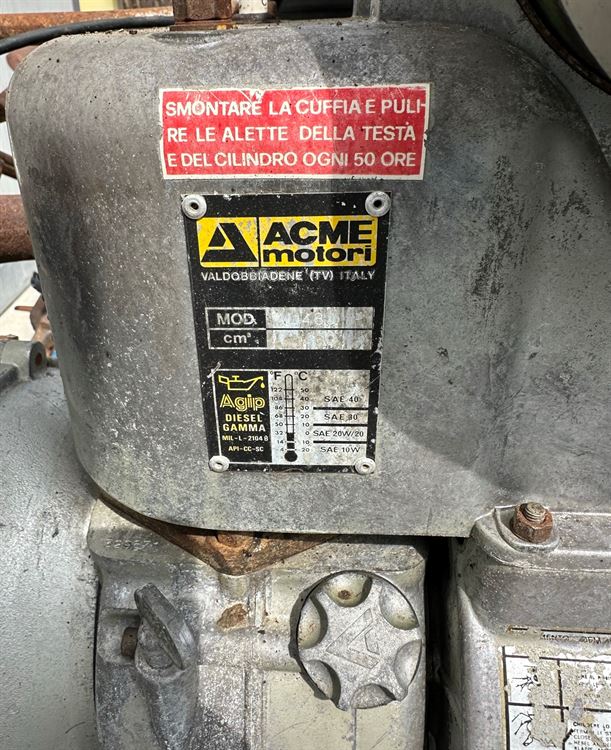 SMONTARE LA CUFFIA E PULI-
RE LE ALETTE DELLA TESTA
E DEL CILINDRO OGNI 50 ORE
ACME
motori
VALDOBBIADENE (TV) ITALY
MOD.
cm³
°F °C
122 50
104 40 SAE 40
86 30
68 20 SAE 30
50 10
32 0 SAE 20W/20
14 10
4 20 SAE 10W
Agip
DIESEL
GAMMA
MIL-L-2104 B
API-CC-SC